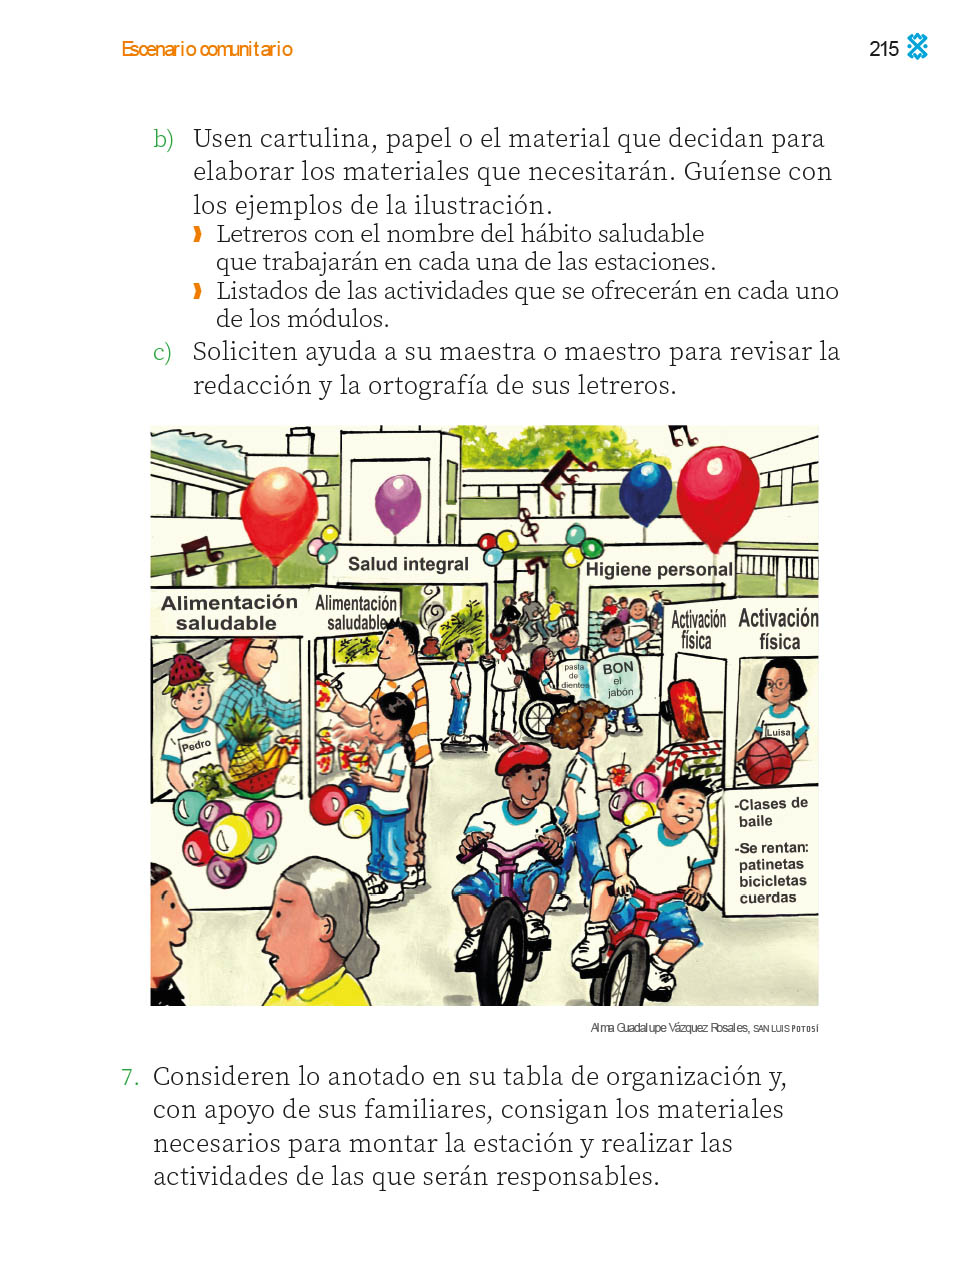 Escenario comunitario
215
b) Usen cartulina, papel o el material que decidan para
elaborar los materiales que necesitarán. Guíense con
los ejemplos de la ilustración.
Letreros con el nombre del hábito saludable
que trabajarán en cada una de las estaciones.
Listados de las actividades que se ofrecerán en cada uno
de los módulos.
c) Soliciten ayuda a su maestra o maestro para revisar la
redacción y la ortografía de sus letreros.
Salud integral
Higiene personal
Alimentación
saludable
Alimentación
saludable
Activación
física
Activación
física
pasta
de
dientes
BON
el
jabón
Pedro
Luisa
-Clases de
baile
-Se rentan:
patinetas
bicicletas
cuerdas
Alma Guadalupe Vázquez Rosales, SAN LUIS POTOSÍ
7. Consideren lo anotado en su tabla de organización y,
con apoyo de sus familiares, consigan los materiales
necesarios para montar la estación y realizar las
actividades de las que serán responsables.